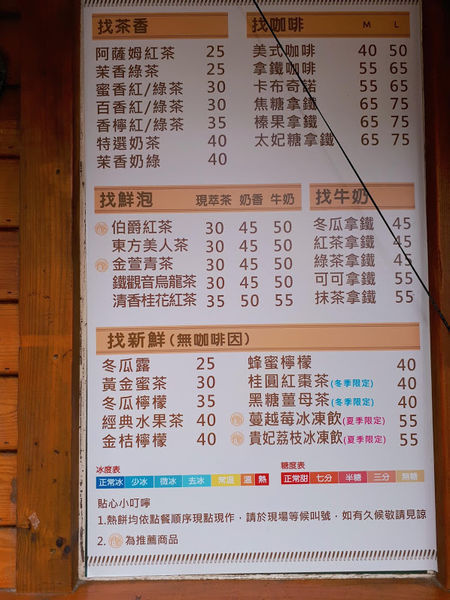 找茶香
阿薩姆紅茶 25
茉香綠茶 25
蜜香紅/綠茶 30
百香紅/綠茶 30
香檸紅/綠茶 35
特選奶茶 40
茉香奶綠 40
找咖啡 M L
美式咖啡 40 50
拿鐵咖啡 55 65
卡布奇諾 55 65
焦糖拿鐵 65 75
榛果拿鐵 65 75
太妃糖拿鐵 65 75
找鮮泡 現萃茶 奶香 牛奶
伯爵紅茶 30 45 50
東方美人茶 30 45 50
金萱青茶 30 45 50
鐵觀音烏龍茶 30 45 50
清香桂花紅茶 35 50 55
找牛奶
冬瓜拿鐵 45
紅茶拿鐵 45
綠茶拿鐵 45
可可拿鐵 55
抹茶拿鐵 55
找新鮮(無咖啡因)
冬瓜露 25
黃金蜜茶 30
冬瓜檸檬 35
經典水果茶 40
金桔檸檬 40
蜂蜜檸檬 40
桂圓紅棗茶(冬季限定) 40
黑糖薑母茶(冬季限定) 40
蔓越莓冰凍飲(夏季限定) 55
貴妃荔枝冰凍飲(夏季限定) 55
冰度表
正常冰 少冰 微冰 去冰 常溫 溫 熱
糖度表
正常甜 七分 半糖 三分 無糖
貼心小叮嚀
1.熱餅均依點餐順序現點現作，請於現場等候叫號，如有久候敬請見諒
2. 為推薦商品